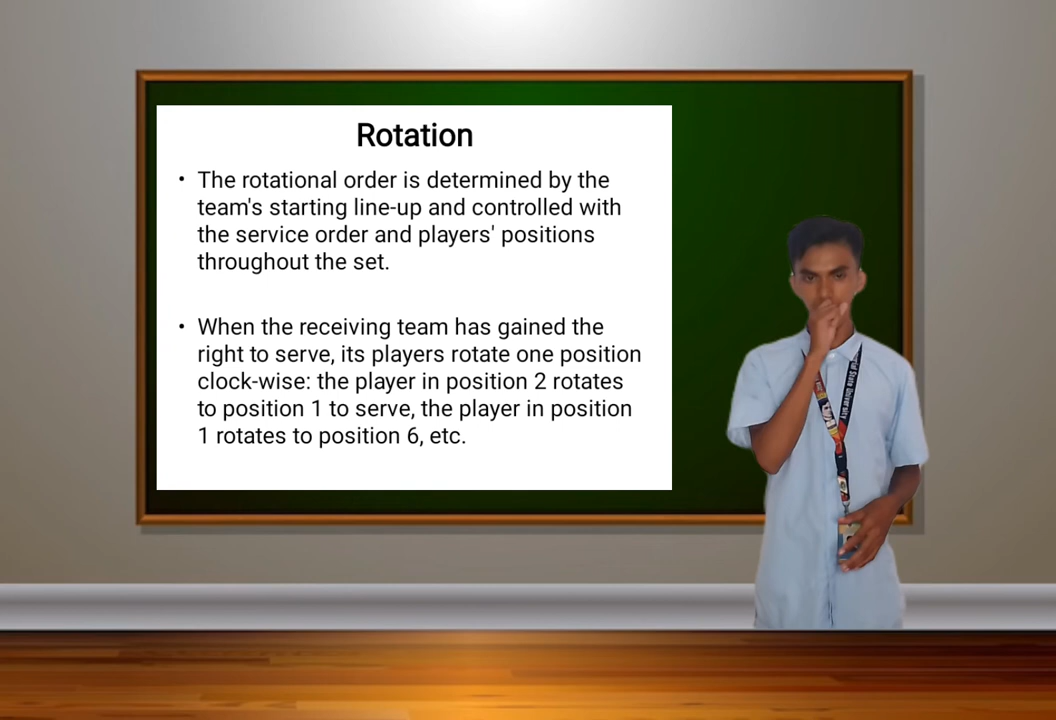 Rotation
• The rotational order is determined by the
team's starting line-up and controlled with
the service order and players' positions
throughout the set.
• When the receiving team has gained the
right to serve, its players rotate one position
clock-wise: the player in position 2 rotates
to position 1 to serve, the player in position
1 rotates to position 6, etc.
State University